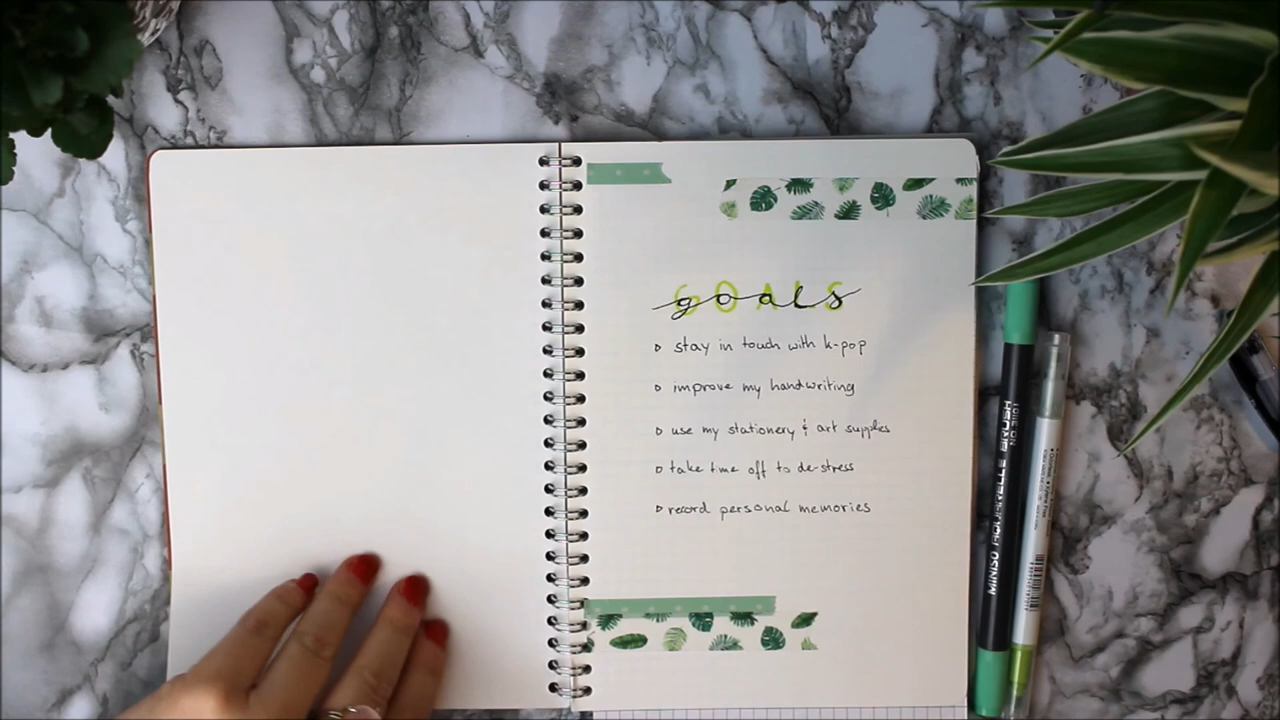 GOALS
goals
▹ stay in touch with k-pop
▹ improve my handwriting
▹ use my stationery & art supplies
▹ take time off to de-stress
▹ record personal memories
MINISO AQUARELLE BRUSH